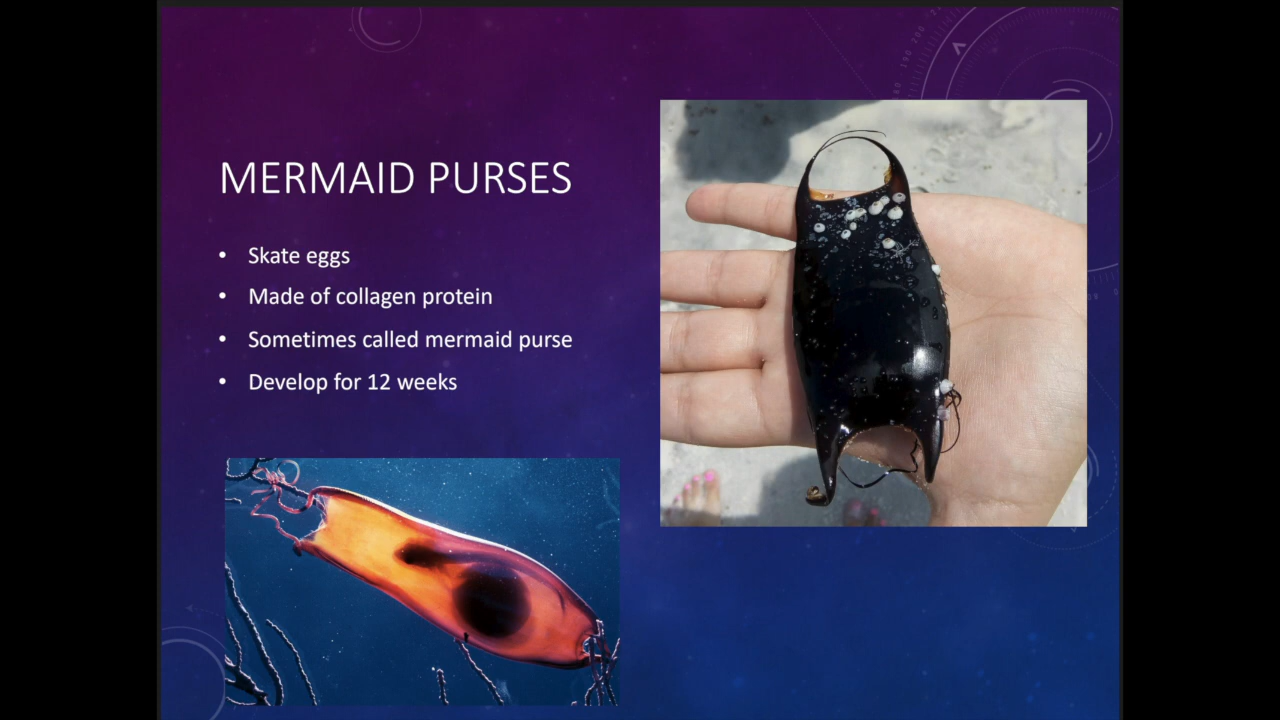 MERMAID PURSES
• Skate eggs
• Made of collagen protein
• Sometimes called mermaid purse
• Develop for 12 weeks